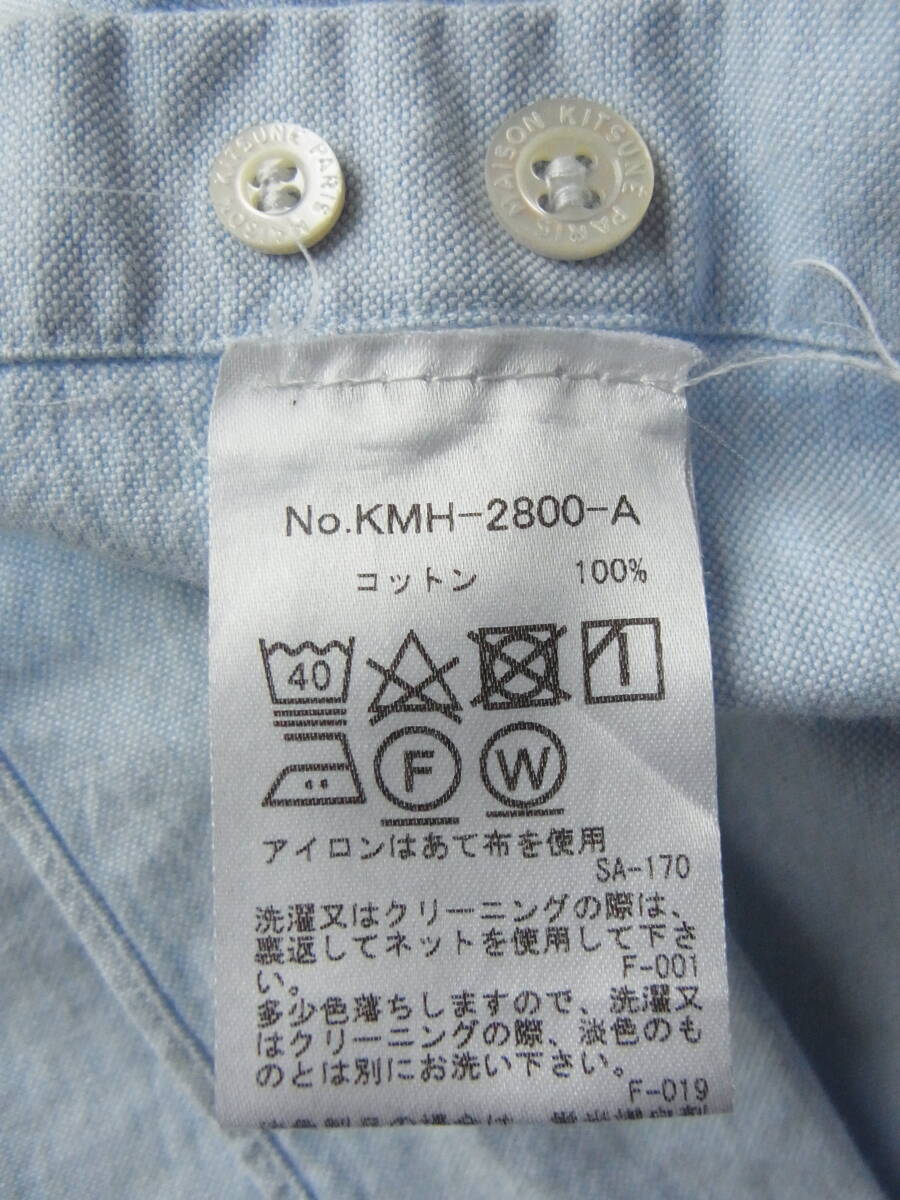 KITSUNE PARIS
MAISON KITSUNE PARIS
No.KMH-2800-A
コットン 100%
40
F W
アイロンはあて布を使用
SA-170
洗濯又はクリーニングの際は、
裏返してネットを使用して下さ
い。
F-001
多少色落ちしますので、洗濯又
はクリーニングの際、淡色のも
のとは別にお洗い下さい。
F-019